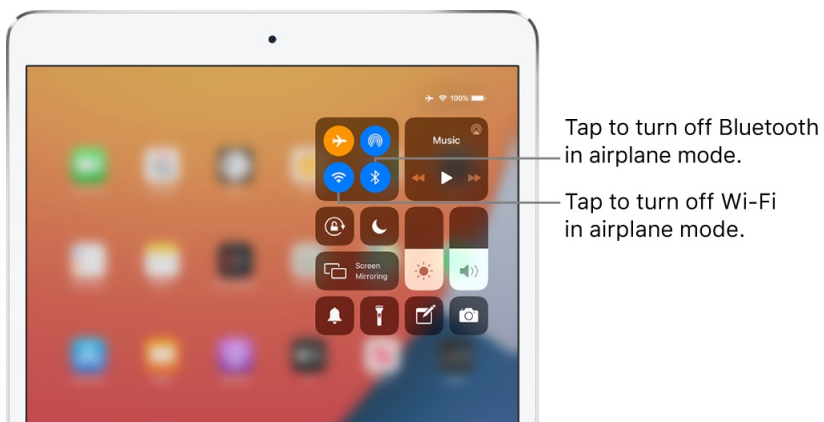 100%
Music
Tap to turn off Bluetooth
in airplane mode.
Tap to turn off Wi-Fi
in airplane mode.
Screen
Mirroring